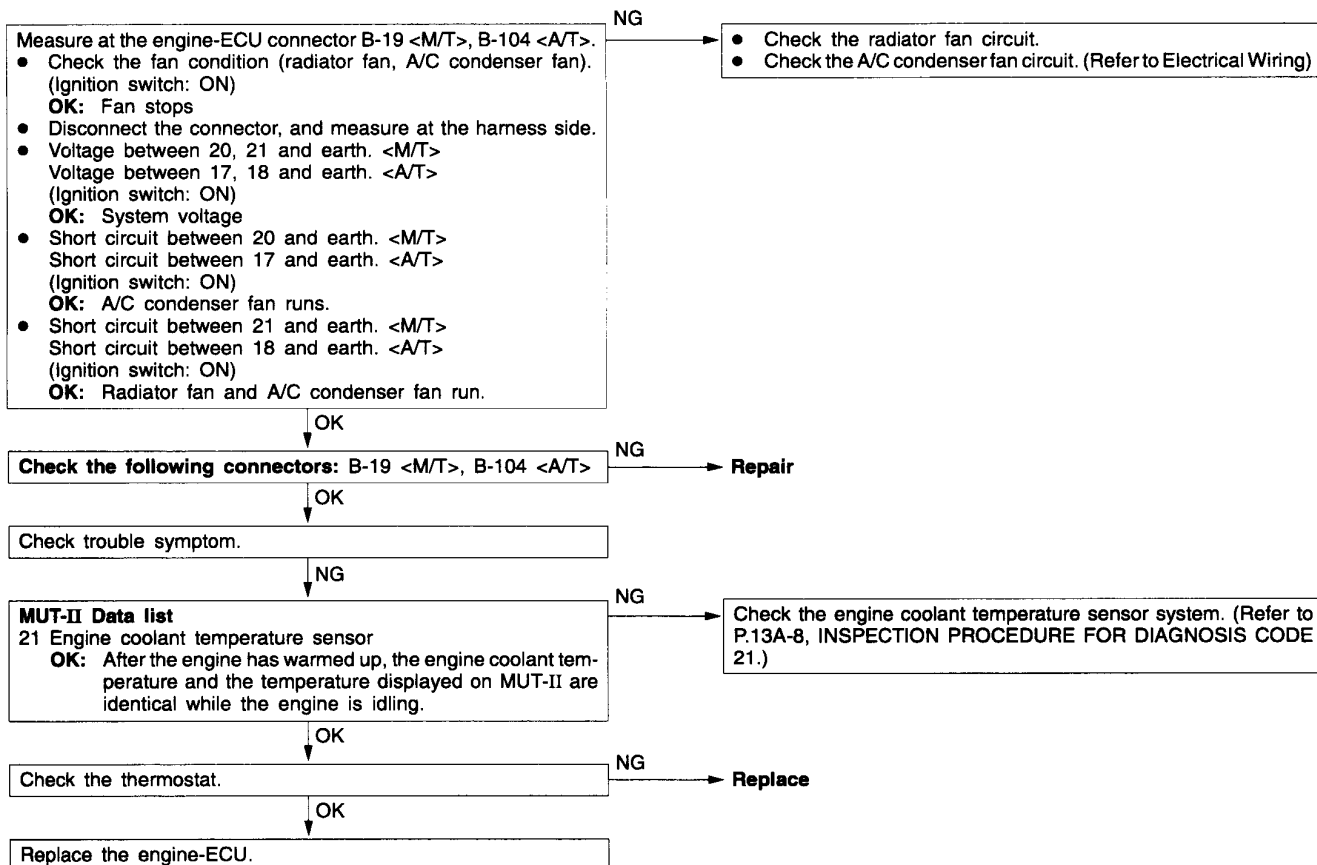 Measure at the engine-ECU connector B-19 <M/T>, B-104 <A/T>.
● Check the fan condition (radiator fan, A/C condenser fan).
(Ignition switch: ON)
OK: Fan stops
● Disconnect the connector, and measure at the harness side.
● Voltage between 20, 21 and earth. <M/T>
Voltage between 17, 18 and earth. <A/T>
(Ignition switch: ON)
OK: System voltage
● Short circuit between 20 and earth. <M/T>
Short circuit between 17 and earth. <A/T>
(Ignition switch: ON)
OK: A/C condenser fan runs.
● Short circuit between 21 and earth. <M/T>
Short circuit between 18 and earth. <A/T>
(Ignition switch: ON)
OK: Radiator fan and A/C condenser fan run.
NG
● Check the radiator fan circuit.
● Check the A/C condenser fan circuit. (Refer to Electrical Wiring)
OK
Check the following connectors: B-19 <M/T>, B-104 <A/T>
NG
Repair
OK
Check trouble symptom.
NG
MUT-II Data list
21 Engine coolant temperature sensor
OK: After the engine has warmed up, the engine coolant tem-
perature and the temperature displayed on MUT-II are
identical while the engine is idling.
NG
Check the engine coolant temperature sensor system. (Refer to
P.13A-8, INSPECTION PROCEDURE FOR DIAGNOSIS CODE
21.)
OK
Check the thermostat.
NG
Replace
OK
Replace the engine-ECU.